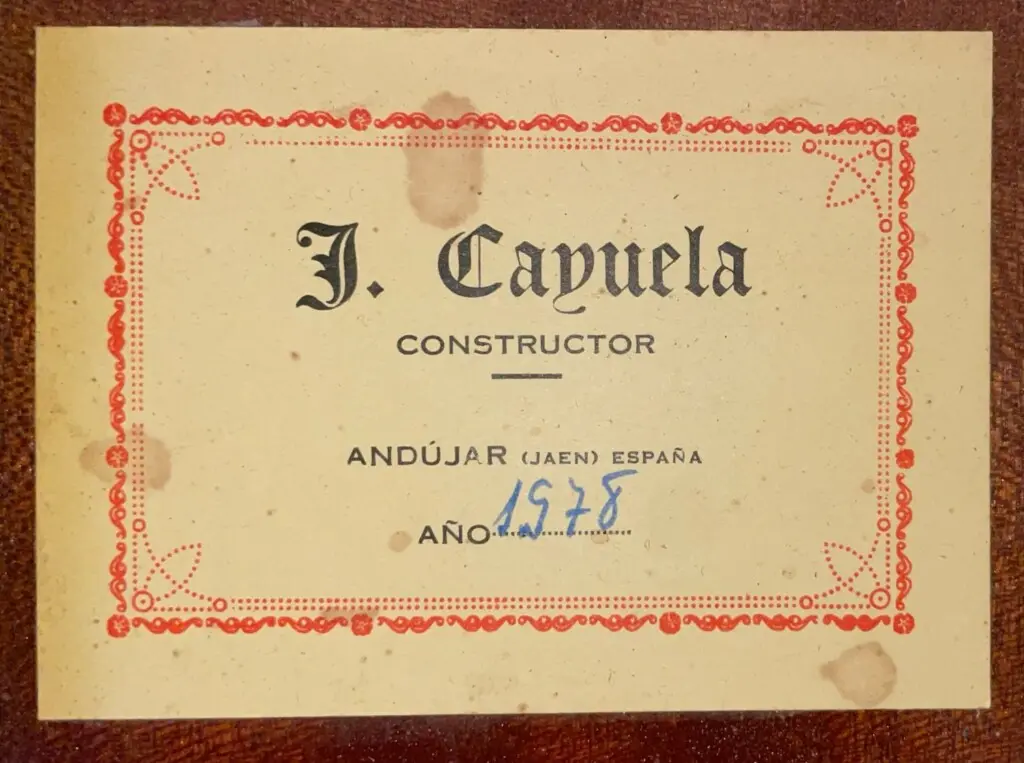 J. Cayuela
CONSTRUCTOR
ANDÚJAR (JAEN) ESPAÑA
AÑO 1978